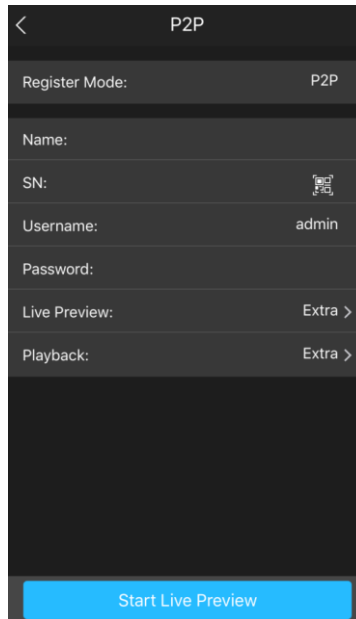 P2P
Register Mode: P2P
Name:
SN:
Username: admin
Password:
Live Preview: Extra >
Playback: Extra >
Start Live Preview